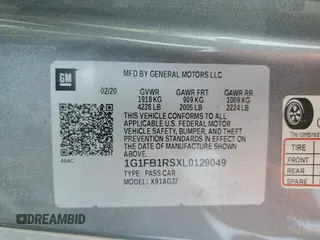 GM
MFD BY GENERAL MOTORS LLC
02/20 GVWR GAWR FRT GAWR RR
1918 KG 909 KG 1009 KG
4228 LB 2005 LB 2224 LB
THIS VEHICLE CONFORMS TO ALL
APPLICABLE U.S. FEDERAL MOTOR
VEHICLE SAFETY, BUMPER, AND THEFT
PREVENTION STANDARDS IN EFFECT ON
THE DATE OF MANUFACTURE
SHOWN ABOVE.
1G1FB1RSXL0129049
TYPE: PASS CAR
MODEL: X91AG37
The combined
TIRE
FRONT
REAR
SPARE
DREAMBID